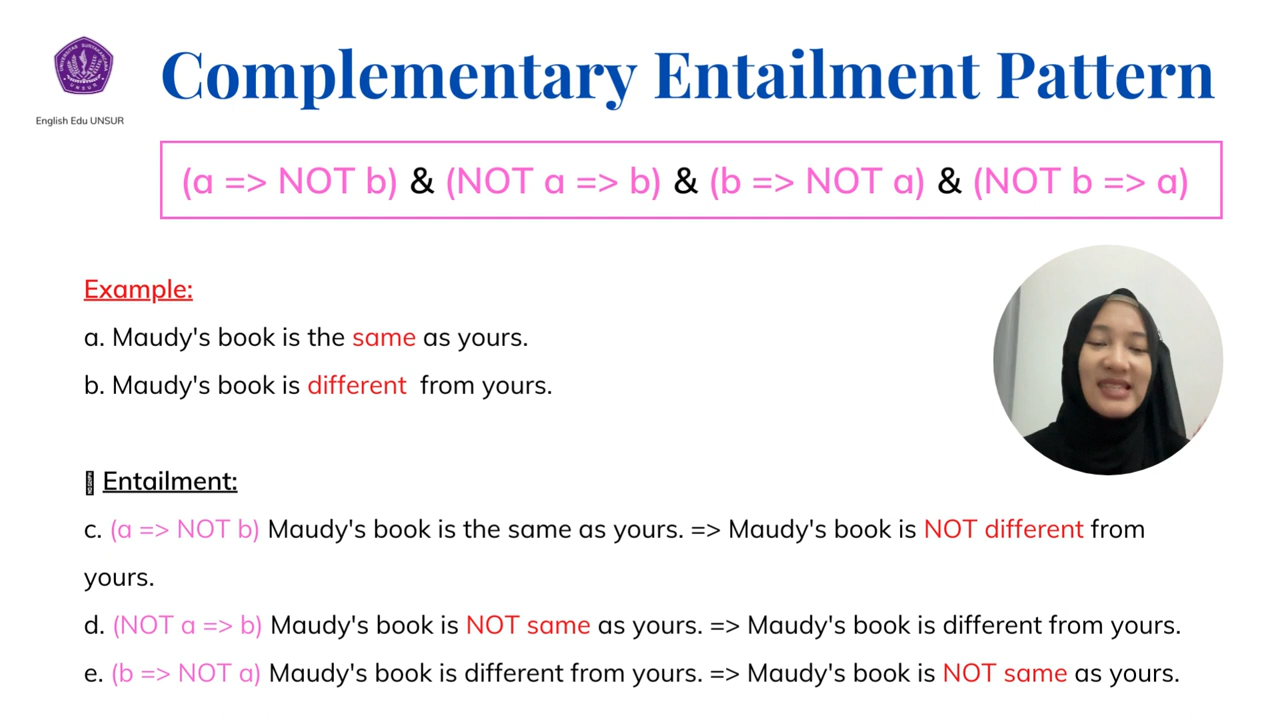 Complementary Entailment Pattern
UNSUR
English Edu UNSUR
(a => NOT b) & (NOT a => b) & (b => NOT a) & (NOT b => a)
Example:
a. Maudy's book is the same as yours.
b. Maudy's book is different from yours.
Entailment:
c. (a => NOT b) Maudy's book is the same as yours. => Maudy's book is NOT different from
yours.
d. (NOT a => b) Maudy's book is NOT same as yours. => Maudy's book is different from yours.
e. (b => NOT a) Maudy's book is different from yours. => Maudy's book is NOT same as yours.